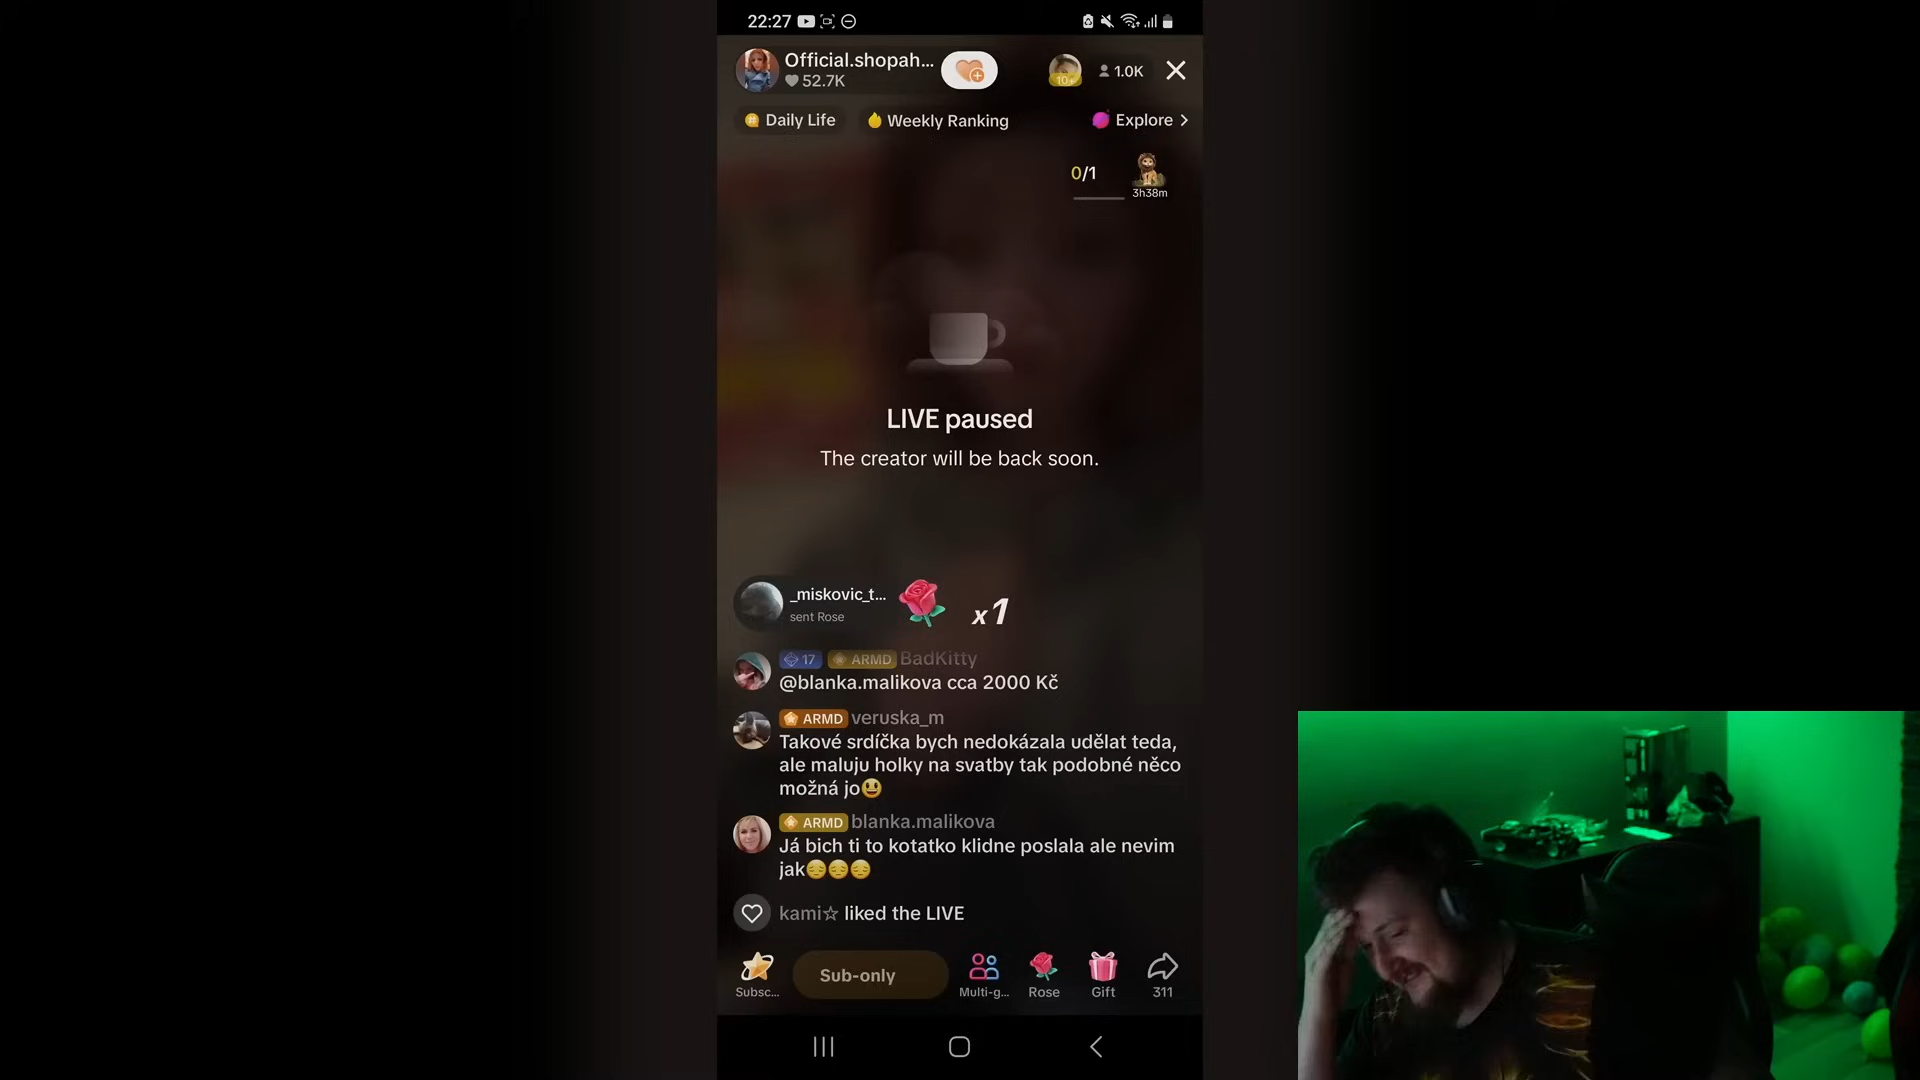 22:27
Official.shopah...
52.7K
10+
1.0K
Daily Life
Weekly Ranking
Explore
0/1
3h38m
LIVE paused
The creator will be back soon.
_miskovic_t...
sent Rose
x1
17 ARMD BadKitty
@blanka.malikova cca 2000 Kč
ARMD veruska_m
Takové srdíčka bych nedokázala udělat teda,
ale maluju holky na svatby tak podobné něco
možná jo😃
ARMD blanka.malikova
Já bich ti to kotatko klidne poslala ale nevim
jak😔😔😔
kami☆ liked the LIVE
Subsc...
Sub-only
Multi-g...
Rose
Gift
311